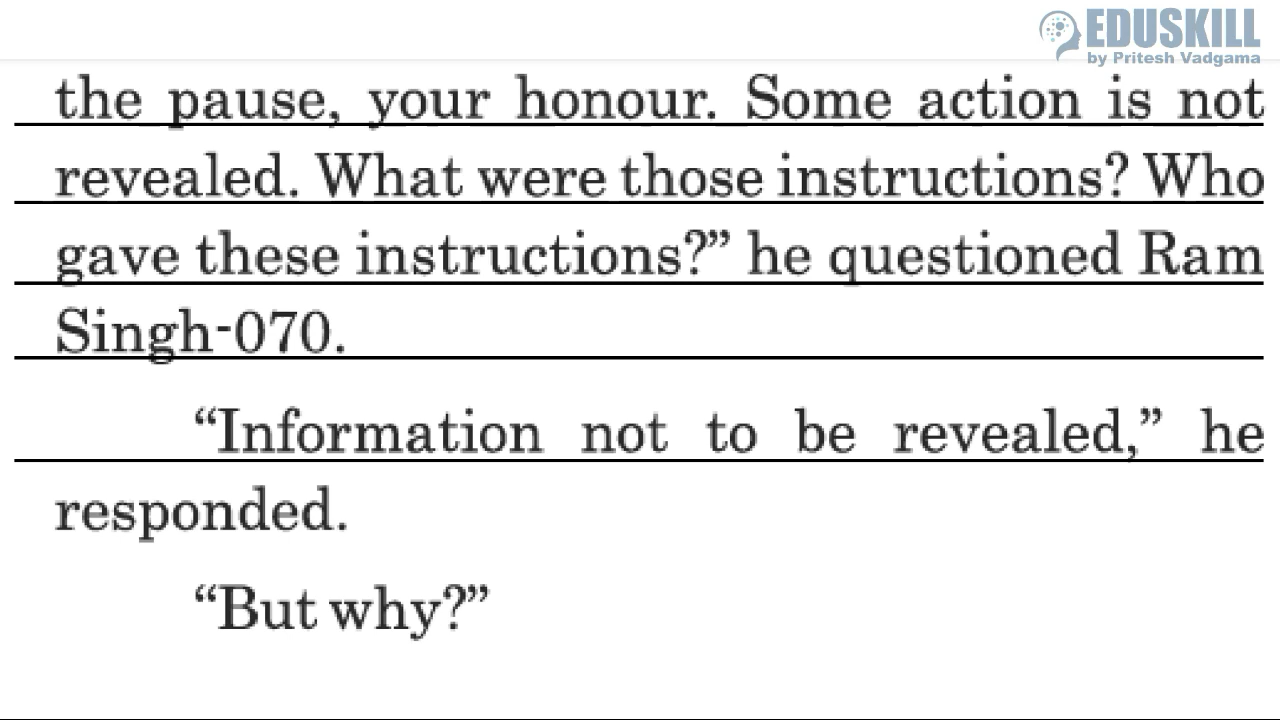 EDUSKILL
by Pritesh Vadgama
the pause, your honour. Some action is not
revealed. What were those instructions? Who
gave these instructions?” he questioned Ram
Singh-070.
“Information not to be revealed,” he
responded.
“But why?”